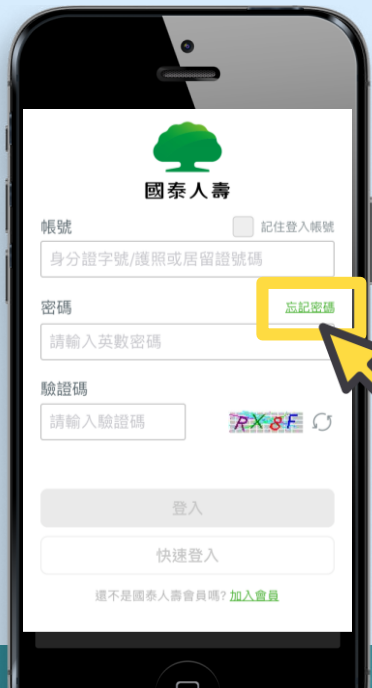 國泰人壽
帳號
記住登入帳號
身分證字號/護照或居留證號碼
密碼
忘記密碼
請輸入英數密碼
驗證碼
請輸入驗證碼
RX8F
登入
快速登入
還不是國泰人壽會員嗎? 加入會員